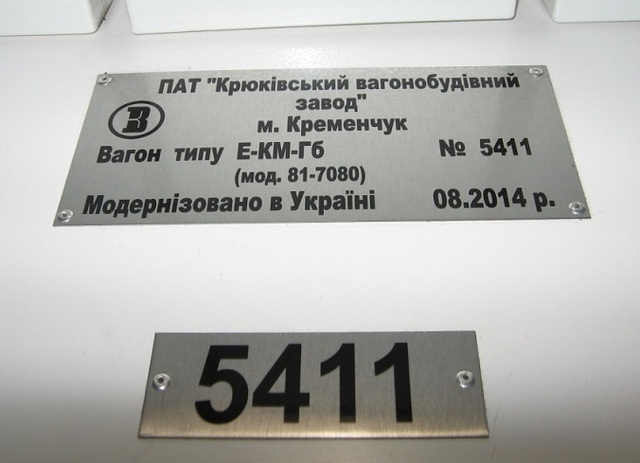 ПАТ "Крюківський вагонобудівний
завод"
м. Кременчук
Вагон типу Е-КМ-Гб № 5411
(мод. 81-7080)
Модернізовано в Україні 08.2014 р.
5411